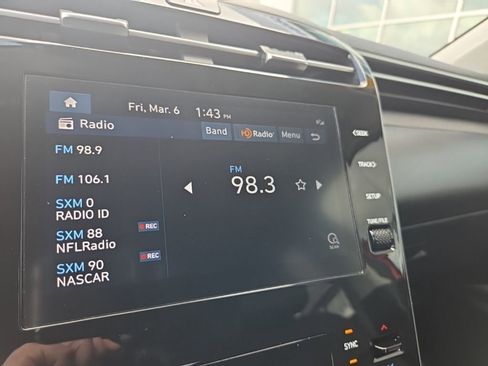 Fri, Mar. 6 1:43 PM
Radio
Band HD Radio Menu
FM 98.9
FM 106.1
SXM 0
RADIO ID
SXM 88 REC
NFLRadio
SXM 90 REC
NASCAR
FM
98.3
SCAN
<SEEK
TRACK>
SETUP
TUNE/FILE
SYNC